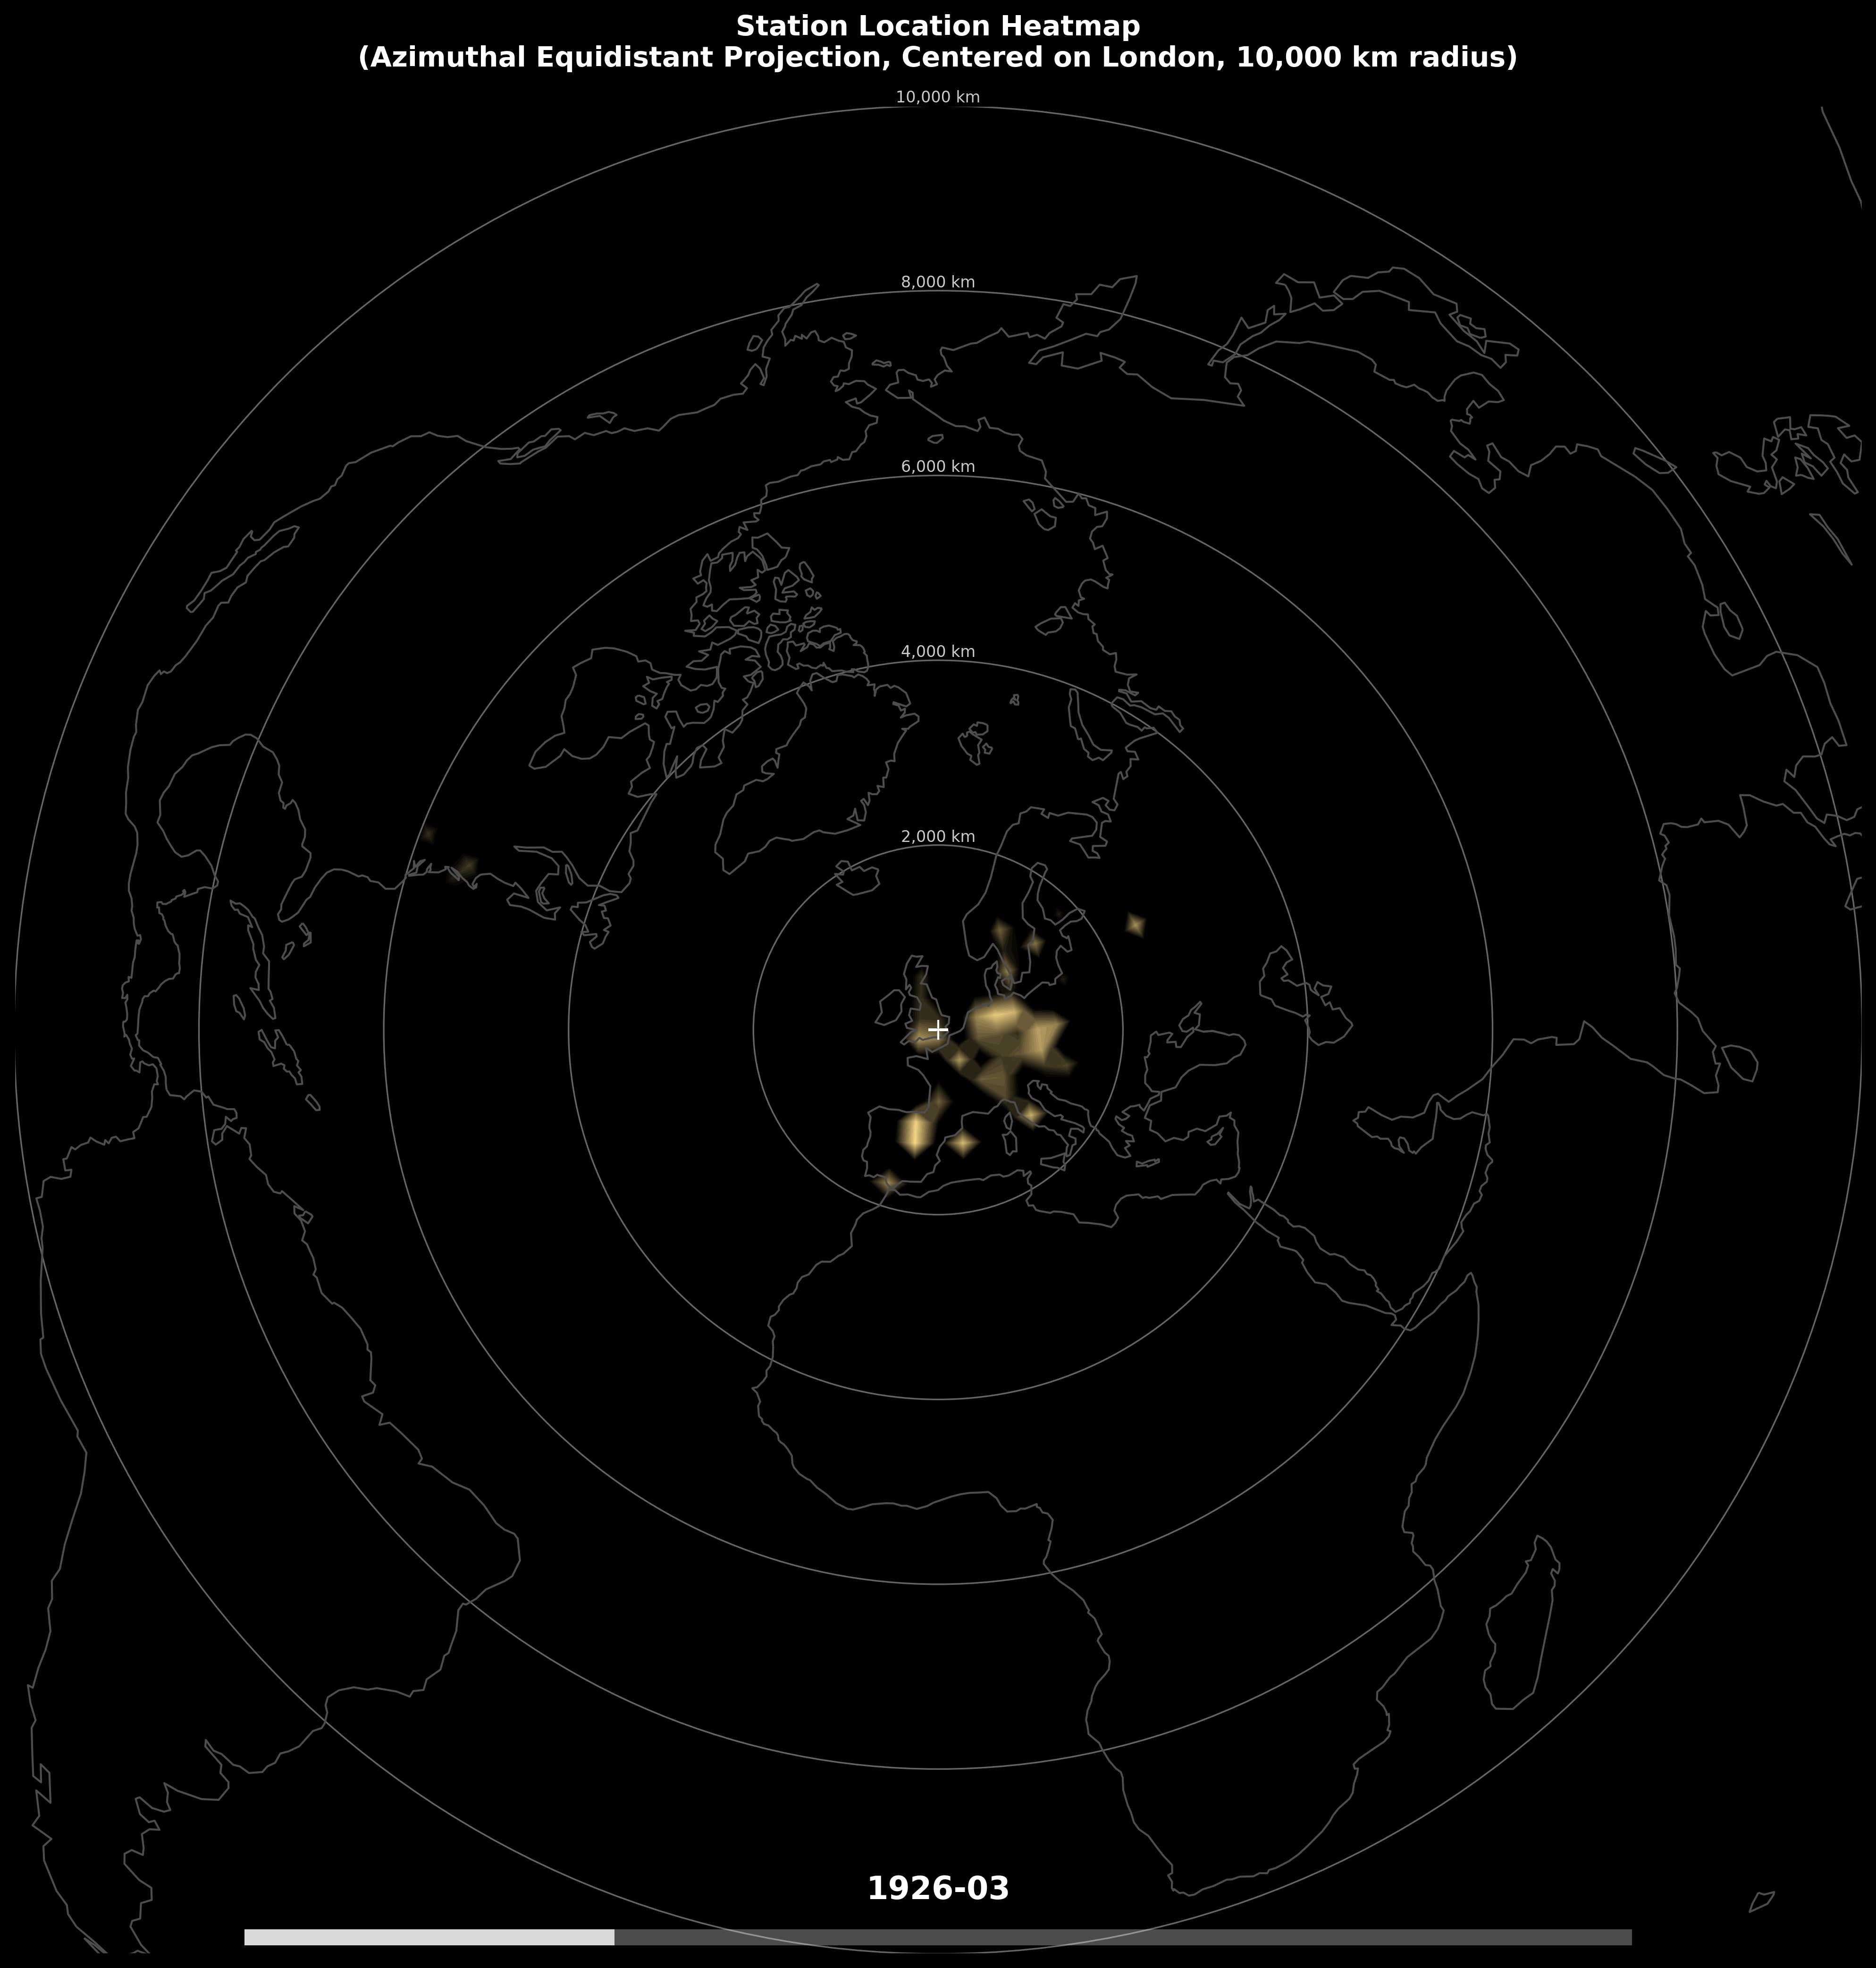 Station Location Heatmap
(Azimuthal Equidistant Projection, Centered on London, 10,000 km radius)
10,000 km
8,000 km
6,000 km
4,000 km
2,000 km
1926-03